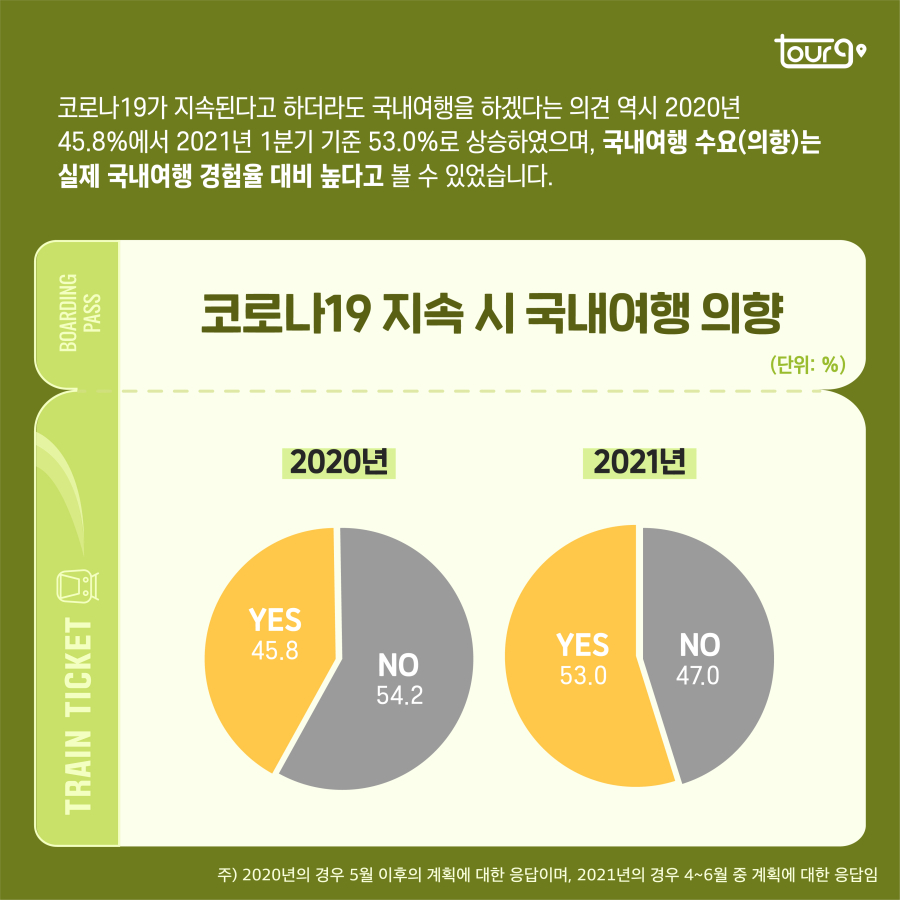 tour9
코로나19가 지속된다고 하더라도 국내여행을 하겠다는 의견 역시 2020년
45.8%에서 2021년 1분기 기준 53.0%로 상승하였으며, 국내여행 수요(의향)는
실제 국내여행 경험율 대비 높다고 볼 수 있었습니다.
BOARDING
PASS
코로나19 지속 시 국내여행 의향
(단위: %)
TRAIN TICKET
2020년
YES
45.8
NO
54.2
2021년
YES
53.0
NO
47.0
주) 2020년의 경우 5월 이후의 계획에 대한 응답이며, 2021년의 경우 4~6월 중 계획에 대한 응답임